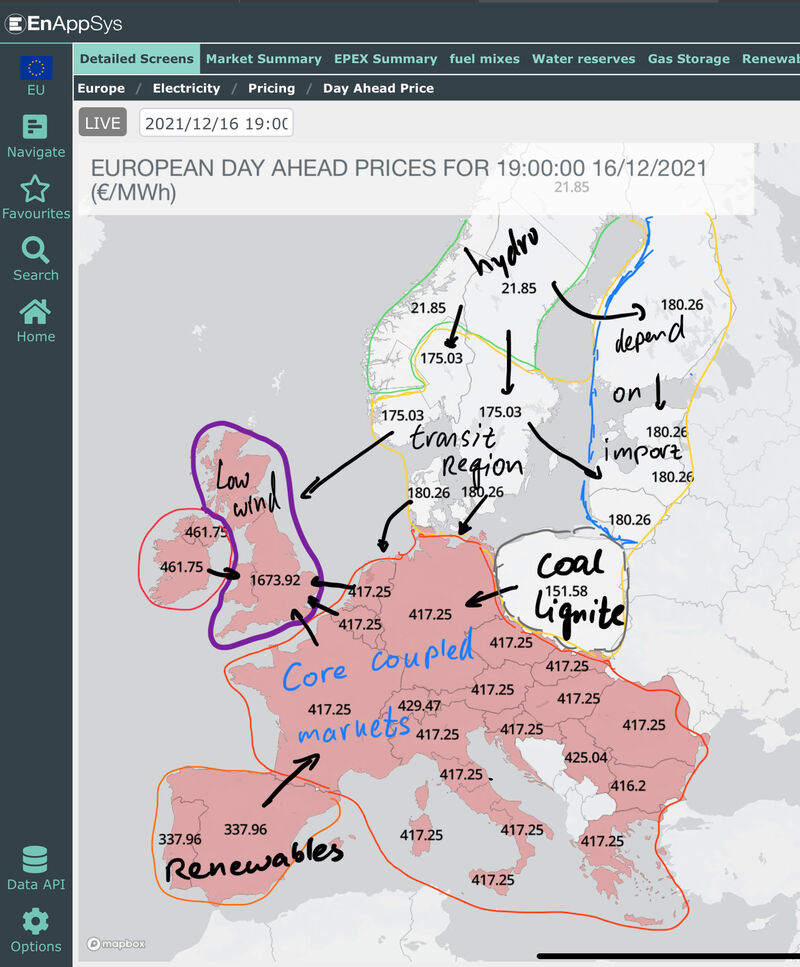 EnAppSys
EU
Navigate
Favourites
Search
Home
Data API
Options
Detailed Screens Market Summary EPEX Summary fuel mixes Water reserves Gas Storage Renewab
Europe / Electricity / Pricing / Day Ahead Price
LIVE 2021/12/16 19:00
EUROPEAN DAY AHEAD PRICES FOR 19:00:00 16/12/2021
(€/MWh)
21.85
hydro
21.85
21.85
180.26
175.03
depend
on
175.03
175.03
180.26
transit
import
Region
180.26
Low
wind
180.26
180.26
180.26
461.75
461.75
1673.92
coal
151.58
Lignite
417.25
417.25
417.25
417.25
417.25
Core coupled
417.25
417.25
417.25
429.47
markets
417.25
417.25
417.25
425.04
417.25
416.2
337.96
337.96
Renewables
417.25
417.25
417.25
417.25
mapbox